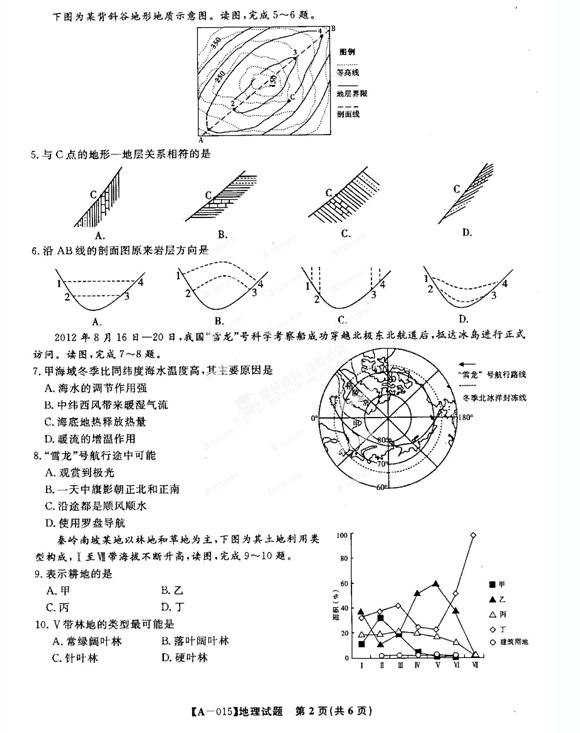 下图为某背斜谷地形地质示意图。读图,完成5～6题。
350
250
150
4
B
3
2
C
A
图例
等高线
地层界限
剖面线
5.与C点的地形—地层关系相符的是
C
C
C
C
A.
B.
C.
D.
6.沿AB线的剖面图原来岩层方向是
1 2 3 4
1 2 3 4
1 2 3 4
1 2 3 4
A.
B.
C.
D.
2012年8月16日—20日,我国“雪龙”号科学考察船成功穿越北极东北航道后,抵达冰岛进行正式
访问。读图,完成7～8题。
7.甲海域冬季比同纬度海水温度高,其主要原因是
A.海水的调节作用强
B.中纬西风带来暖湿气流
C.海底地热释放热量
D.暖流的增温作用
8.“雪龙”号航行途中可能
A.观赏到极光
B.一天中旗影朝正北和正南
C.沿途都是顺风顺水
D.使用罗盘导航
0°
180°
80°
70°
60°
“雪龙”号航行路线
冬季北冰洋封冻线
秦岭南坡某地以林地和草地为主,下图为其土地利用类
型构成,Ⅰ至Ⅶ带海拔不断升高,读图,完成9～10题。
9.表示耕地的是
A.甲 B.乙
C.丙 D.丁
10.Ⅴ带林地的类型最可能是
A.常绿阔叶林 B.落叶阔叶林
C.针叶林 D.硬叶林
面积(%)
100
80
60
40
20
0
Ⅰ Ⅱ Ⅲ Ⅳ Ⅴ Ⅵ Ⅶ
甲
乙
丙
丁
建筑用地
【A—015】地理试题 第2页(共6页)